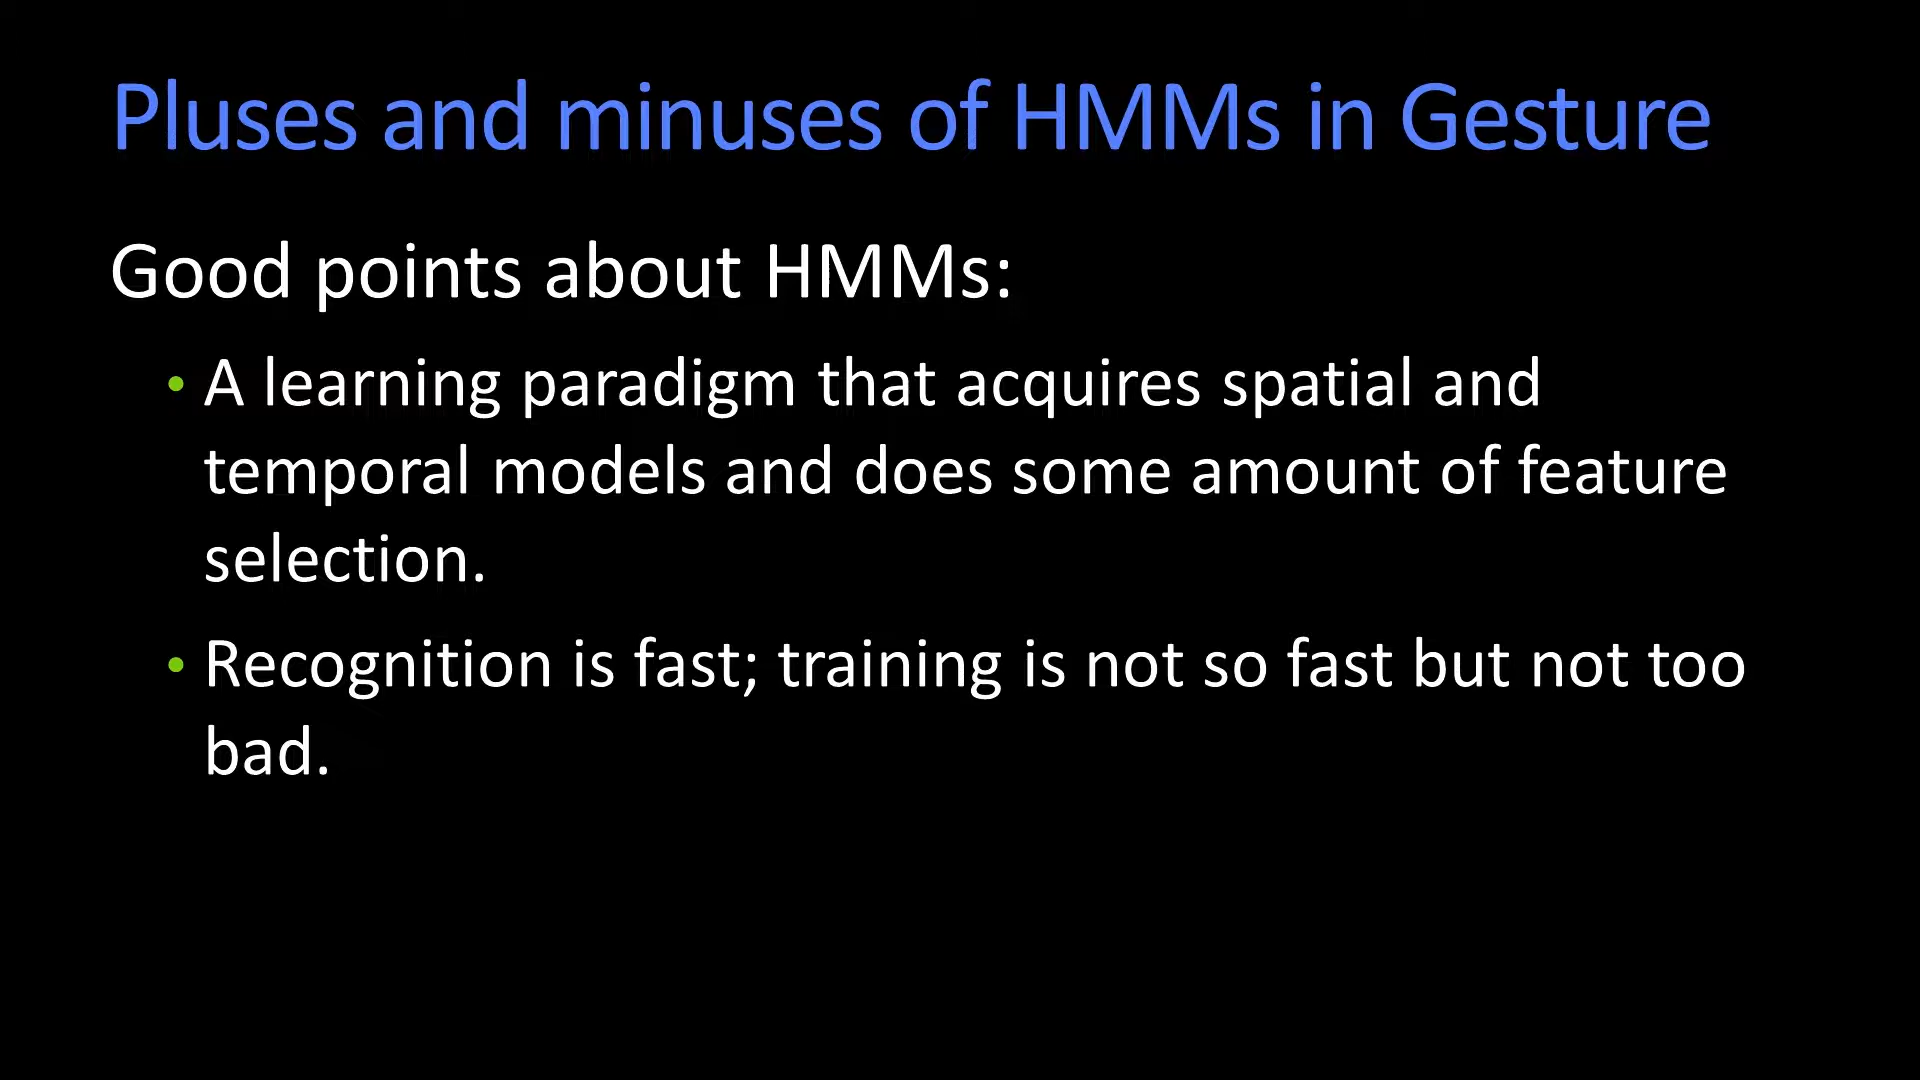 Pluses and minuses of HMMs in Gesture
Good points about HMMs:
• A learning paradigm that acquires spatial and
temporal models and does some amount of feature
selection.
• Recognition is fast; training is not so fast but not too
bad.